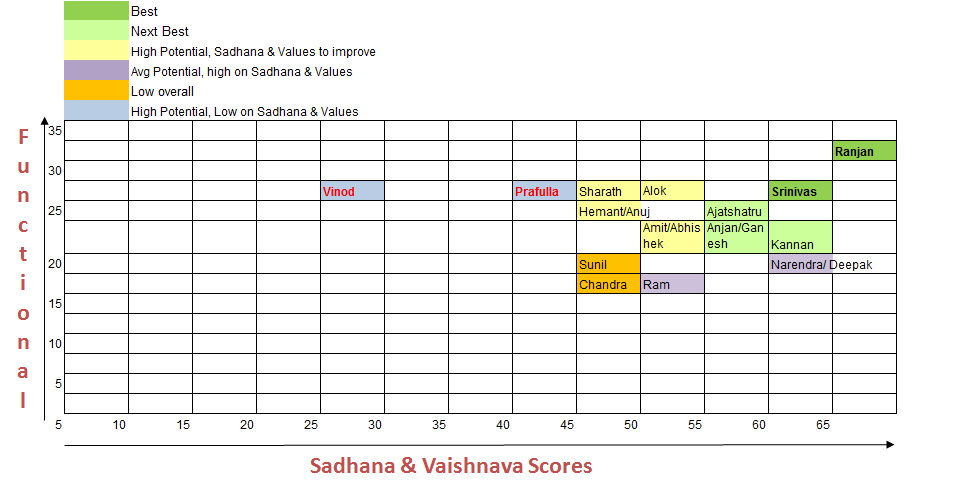 Best
Next Best
High Potential, Sadhana & Values to improve
Avg Potential, high on Sadhana & Values
Low overall
High Potential, Low on Sadhana & Values
Functional
35
Ranjan
30
Vinod Prafulla Sharath Alok Srinivas
25 Hemant/Anuj Ajatshatru
Amit/Abhis Anjan/Gan
hek esh Kannan
20 Sunil Narendra/ Deepak
Chandra Ram
15
10
5
5 10 15 20 25 30 35 40 45 50 55 60 65
Sadhana & Vaishnava Scores